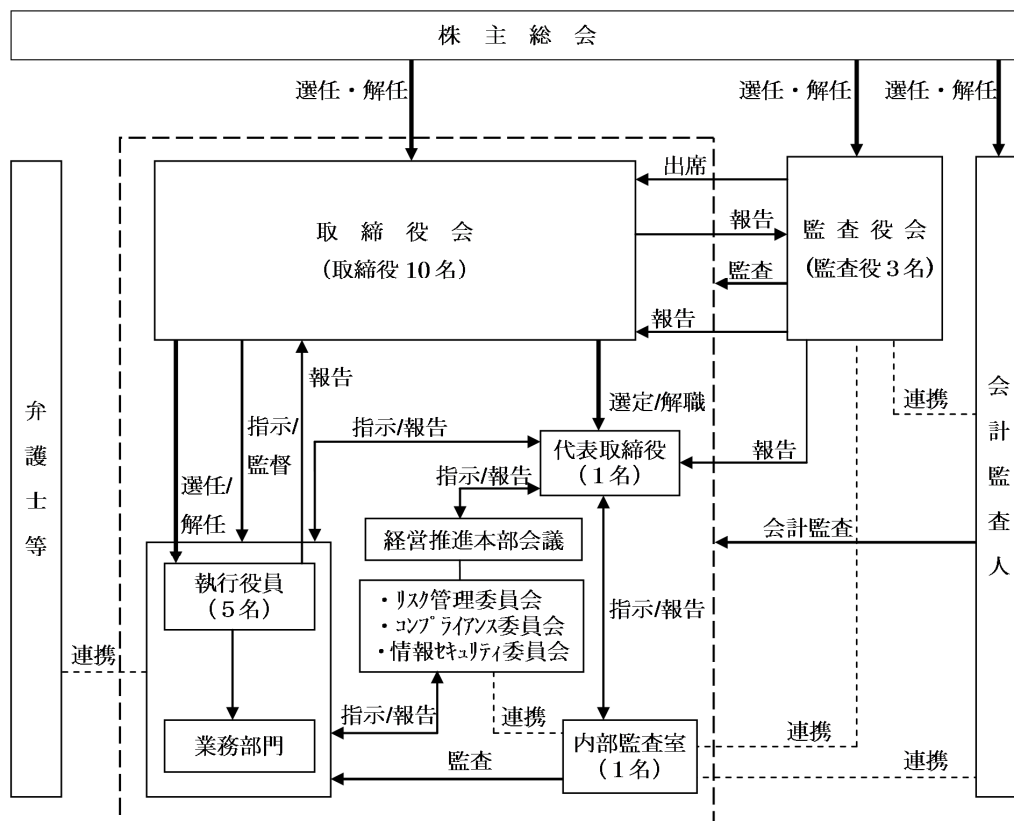 株主総会
選任・解任
選任・解任
選任・解任
出席
取締役会
(取締役10名)
報告
監査役会
(監査役3名)
監査
報告
報告
選定/解職
連携
弁護士等
会計監査人
指示/
監督
指示/報告
代表取締役
(1名)
報告
指示/報告
選任/
解任
経営推進本部会議
会計監査
執行役員
(5名)
・リスク管理委員会
・コンプライアンス委員会
・情報セキュリティ委員会
指示/報告
連携
指示/報告
連携
連携
業務部門
内部監査室
(1名)
監査
連携